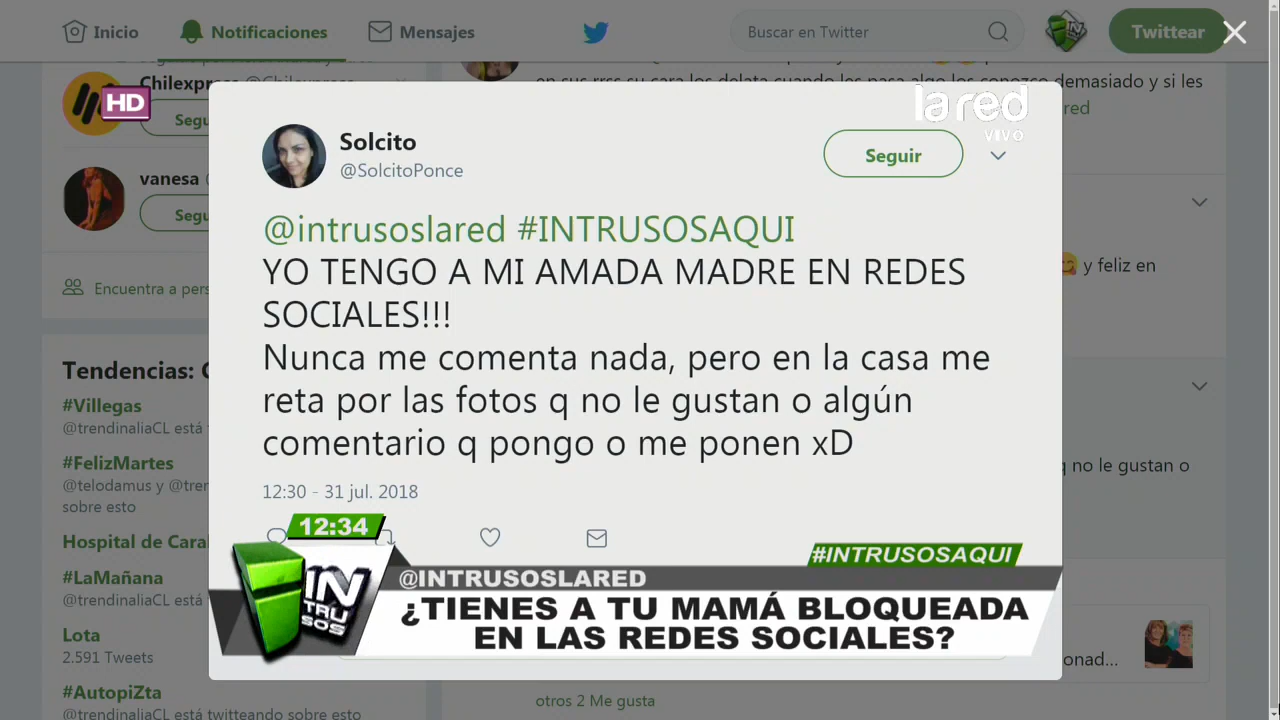 Inicio
Notificaciones
Mensajes
Buscar en Twitter
Twittear
en sus rrss su cara los delata cuando les pasa algo los conozco demasiado y si les
Chilexpress @Chilexpress
HD
Segu
la red
VIVO
vanesa
Segu
Encuentra a pers
Solcito
@SolcitoPonce
Seguir
@intrusoslared #INTRUSOSAQUI
YO TENGO A MI AMADA MADRE EN REDES
SOCIALES!!!
Nunca me comenta nada, pero en la casa me
reta por las fotos q no le gustan o algún
comentario q pongo o me ponen xD
12:30 - 31 jul. 2018
y feliz en
q no le gustan o
Tendencias: C
#Villegas
@trendinaliaCL está t
#FelizMartes
@telodamus y @tren
sobre esto
Hospital de Cara
#LaMañana
@trendinaliaCL está t
Lota
2.591 Tweets
#AutopiZta
@trendinaliaCL está twitteando sobre esto
12:34
INTRUSOS
#INTRUSOSAQUI
@INTRUSOSLARED
¿TIENES A TU MAMÁ BLOQUEADA
EN LAS REDES SOCIALES?
onad...
otros 2 Me gusta